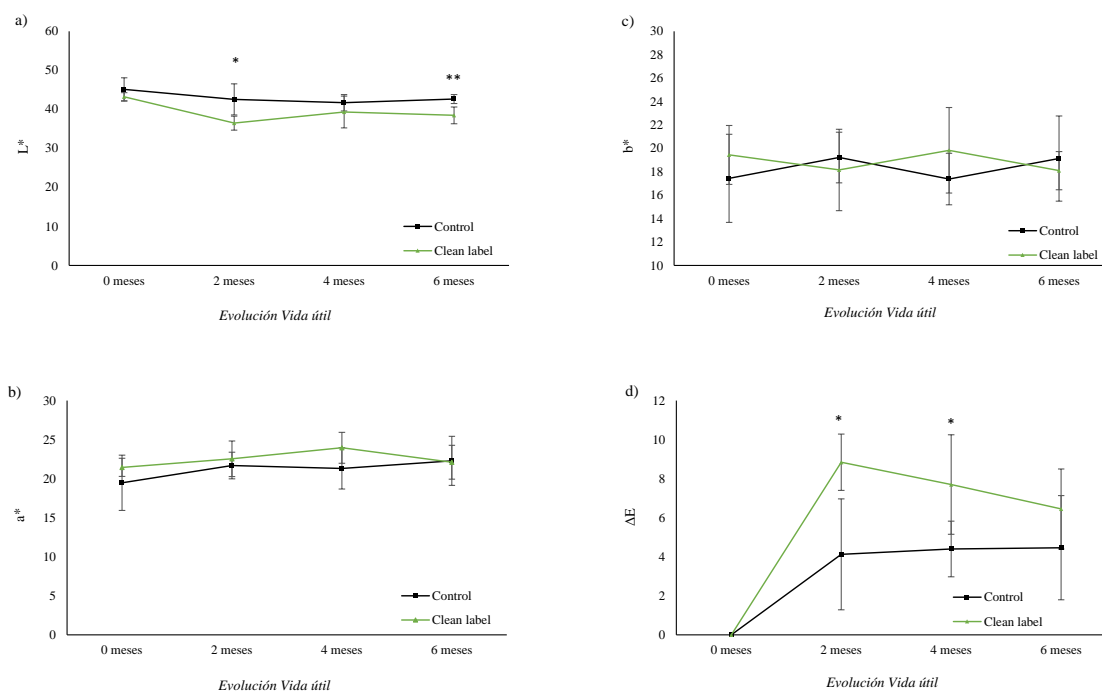 a)
60
50
40
30
20
10
0
L*
*
**
Control
Clean label
0 meses 2 meses 4 meses 6 meses
Evolución Vida útil
c)
30
28
26
24
22
20
18
16
14
12
10
b*
Control
Clean label
0 meses 2 meses 4 meses 6 meses
Evolución Vida útil
b)
30
25
20
15
10
5
0
a*
Control
Clean label
0 meses 2 meses 4 meses 6 meses
Evolución Vida útil
d)
12
10
8
6
4
2
0
ΔE
*
*
Control
Clean label
0 meses 2 meses 4 meses 6 meses
Evolución Vida útil